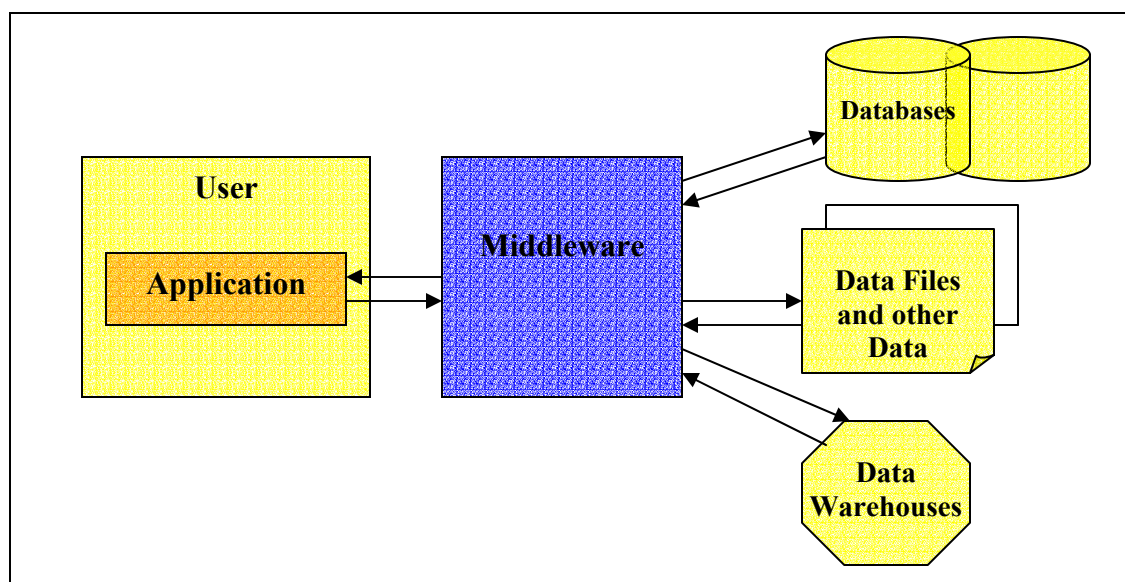 User
Application
Middleware
Databases
Data Files
and other
Data
Data
Warehouses